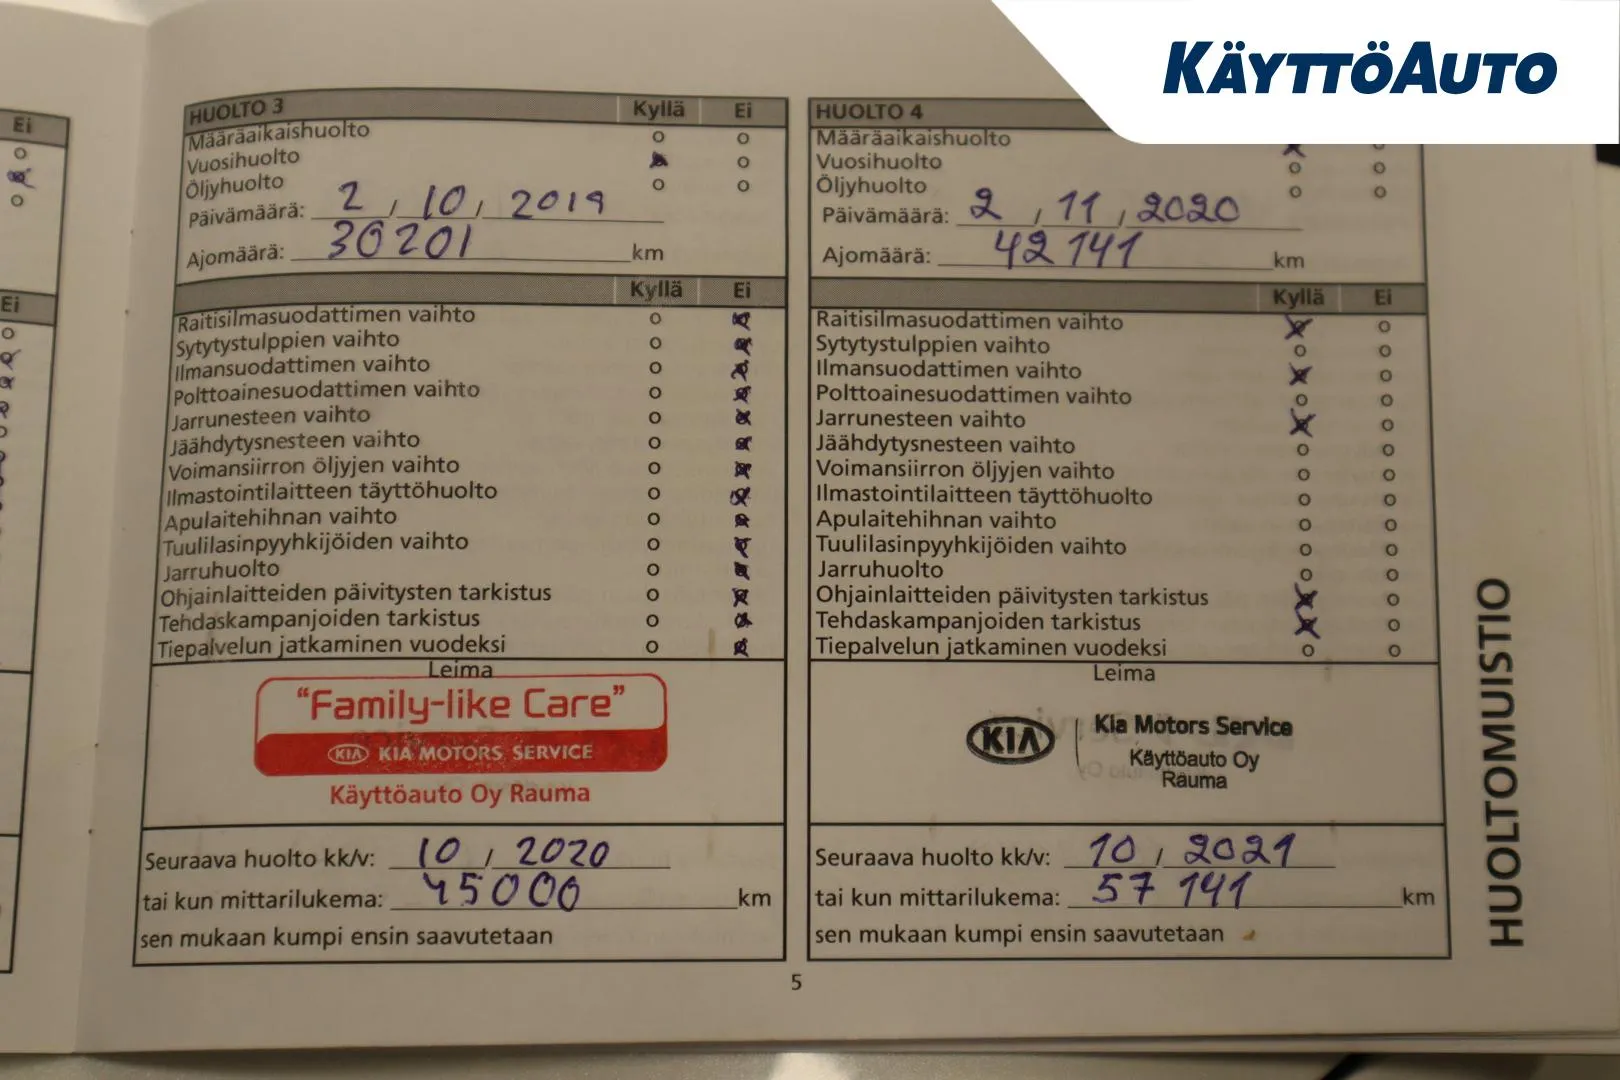 KÄYTTÖAUTO
Ei
Ei
HUOLTO 3 Kyllä Ei
Määräaikaishuolto o o
Vuosihuolto x o
Öljyhuolto o o
Päivämäärä: 2 / 10 / 2019
Ajomäärä: 30201 km
Kyllä Ei
Raitisilmasuodattimen vaihto o x
Sytytystulppien vaihto o x
Ilmansuodattimen vaihto o x
Polttoainesuodattimen vaihto o x
Jarrunesteen vaihto o x
Jäähdytysnesteen vaihto o x
Voimansiirron öljyjen vaihto o x
Ilmastointilaitteen täyttöhuolto o x
Apulaitehihnan vaihto o x
Tuulilasinpyyhkijöiden vaihto o x
Jarruhuolto o x
Ohjainlaitteiden päivitysten tarkistus o x
Tehdaskampanjoiden tarkistus o x
Tiepalvelun jatkaminen vuodeksi o x
Leima
"Family-like Care"
KIA KIA MOTORS SERVICE
Käyttöauto Oy Rauma
Seuraava huolto kk/v: 10 / 2020
tai kun mittarilukema: 45000 km
sen mukaan kumpi ensin saavutetaan
HUOLTO 4
Määräaikaishuolto x o
Vuosihuolto o o
Öljyhuolto o o
Päivämäärä: 2 / 11 / 2020
Ajomäärä: 42 141 km
Kyllä Ei
Raitisilmasuodattimen vaihto x o
Sytytystulppien vaihto o o
Ilmansuodattimen vaihto x o
Polttoainesuodattimen vaihto o o
Jarrunesteen vaihto x o
Jäähdytysnesteen vaihto o o
Voimansiirron öljyjen vaihto o o
Ilmastointilaitteen täyttöhuolto o o
Apulaitehihnan vaihto o o
Tuulilasinpyyhkijöiden vaihto o o
Jarruhuolto o o
Ohjainlaitteiden päivitysten tarkistus x o
Tehdaskampanjoiden tarkistus x o
Tiepalvelun jatkaminen vuodeksi o o
Leima
KIA Kia Motors Service
Käyttöauto Oy
Rauma
Seuraava huolto kk/v: 10 / 2021
tai kun mittarilukema: 57 141 km
sen mukaan kumpi ensin saavutetaan
5
HUOLTOMUISTIO